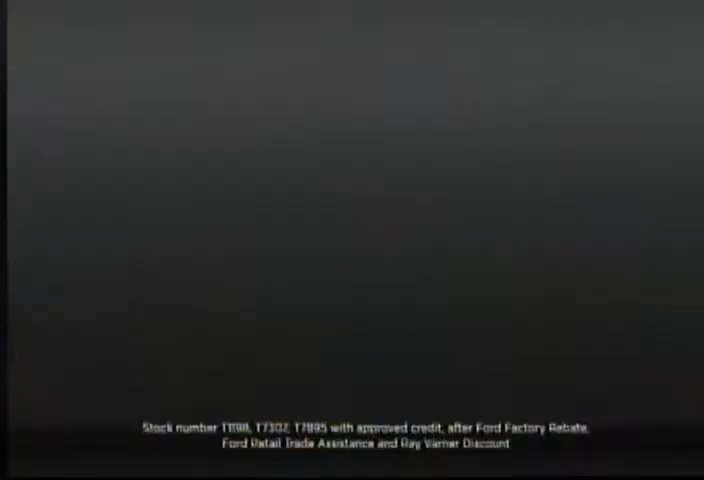 Stock number T1198, T7302, T7895 with approved credit, after Ford Factory Rebate,
Ford Retail Trade Assistance and Ray Varner Discount